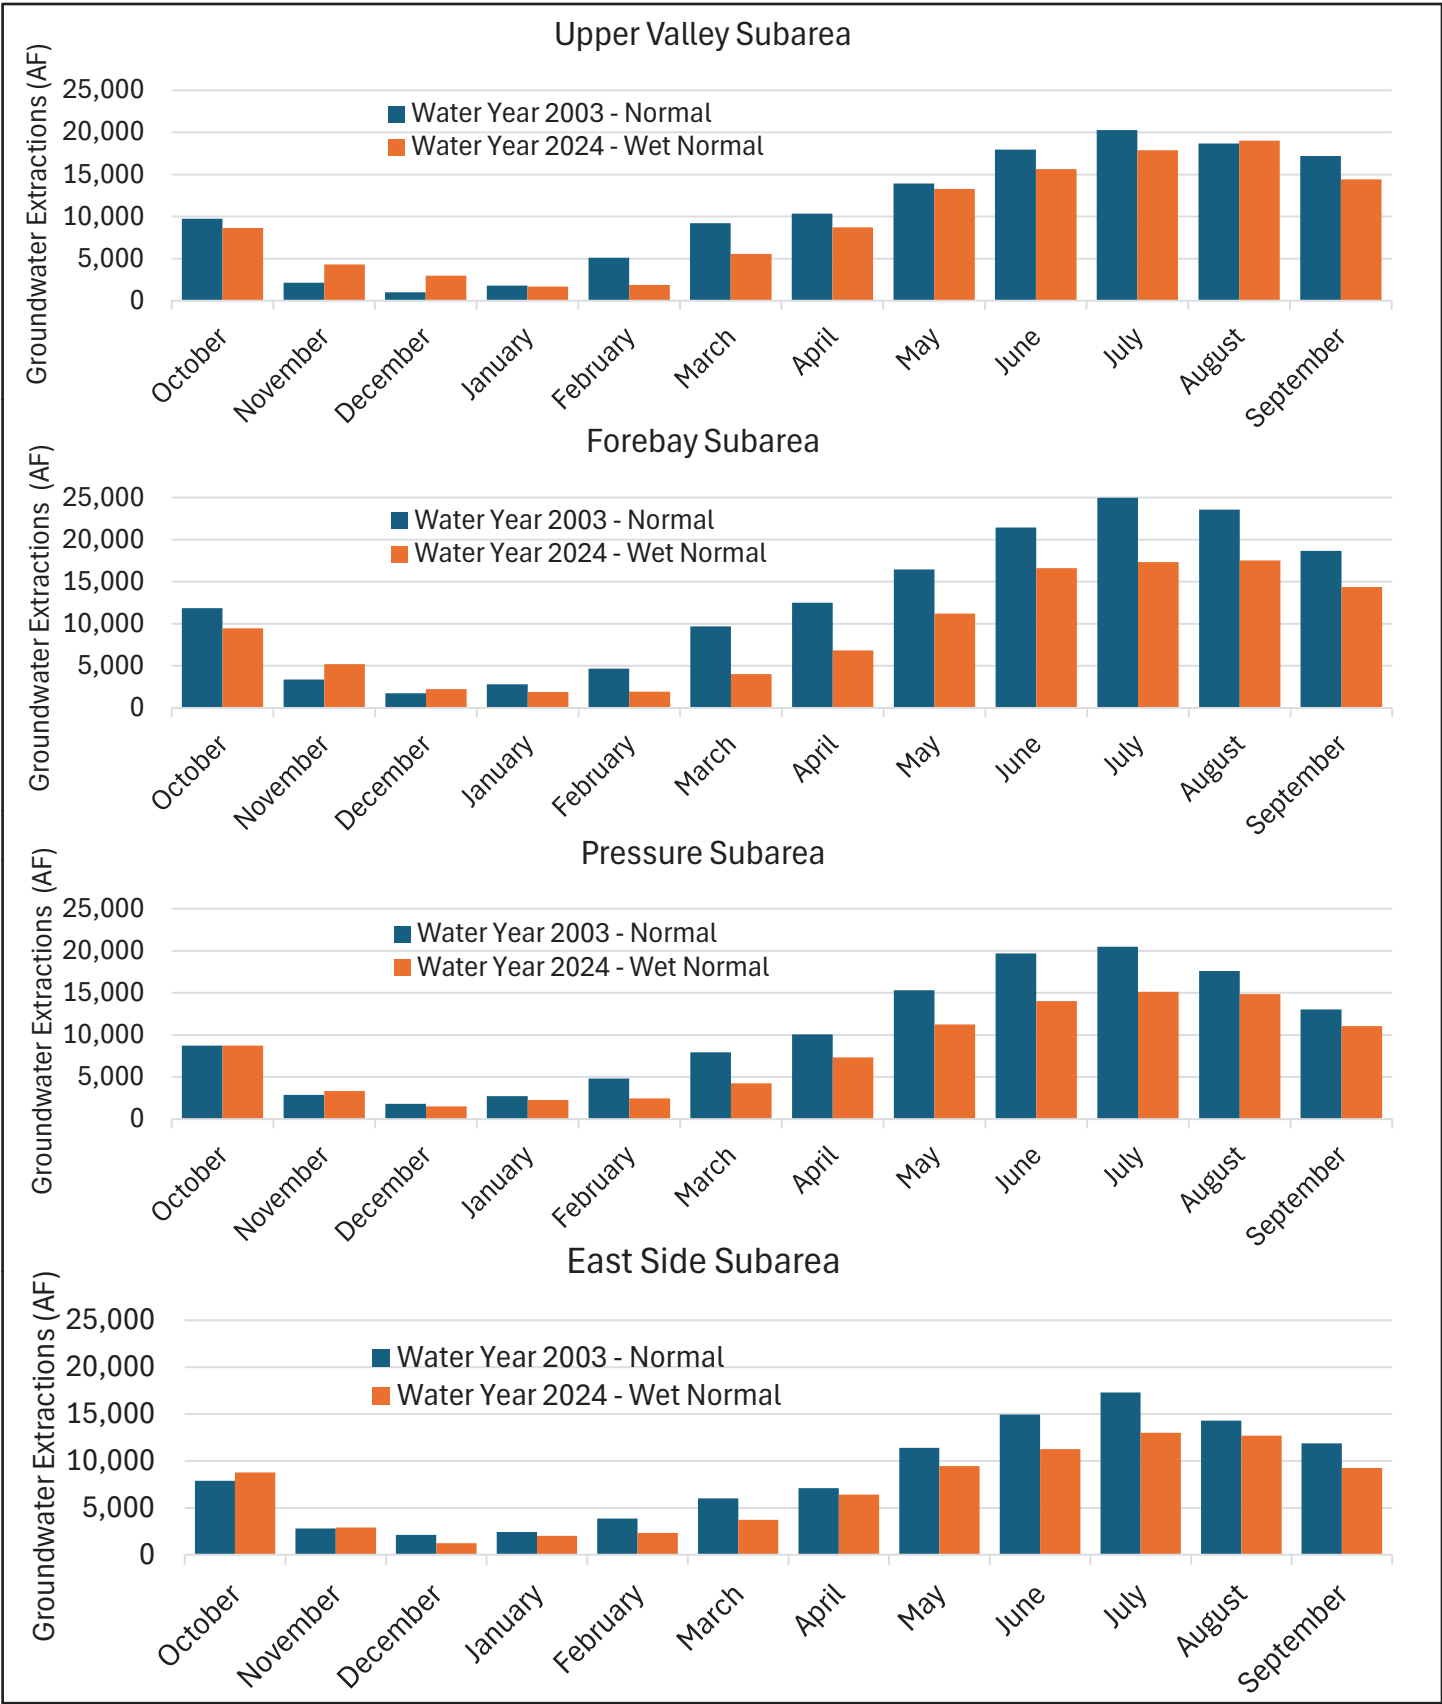 Upper Valley Subarea
Groundwater Extractions (AF)
25,000
20,000
15,000
10,000
5,000
0
Water Year 2003 - Normal
Water Year 2024 - Wet Normal
October
November
December
January
February
March
April
May
June
July
August
September
Forebay Subarea
Groundwater Extractions (AF)
25,000
20,000
15,000
10,000
5,000
0
Water Year 2003 - Normal
Water Year 2024 - Wet Normal
October
November
December
January
February
March
April
May
June
July
August
September
Pressure Subarea
Groundwater Extractions (AF)
25,000
20,000
15,000
10,000
5,000
0
Water Year 2003 - Normal
Water Year 2024 - Wet Normal
October
November
December
January
February
March
April
May
June
July
August
September
East Side Subarea
Groundwater Extractions (AF)
25,000
20,000
15,000
10,000
5,000
0
Water Year 2003 - Normal
Water Year 2024 - Wet Normal
October
November
December
January
February
March
April
May
June
July
August
September